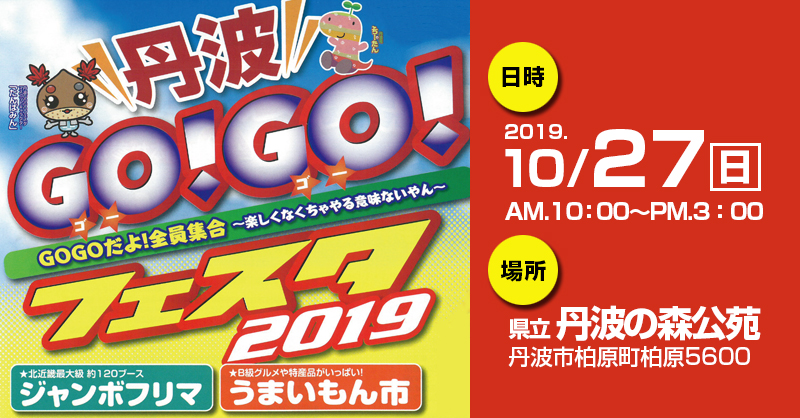 丹波
ちーたん
GO!GO!
ゴー ゴー
GOGOだよ!全員集合 ～楽しくなくちゃやる意味ないやん～
フェスタ
2019
★北近畿最大級 約120ブース
ジャンボフリマ
★B級グルメや特産品がいっぱい!
うまいもん市
日時
2019.
10/27日
AM.10：00〜PM.3：00
場所
県立 丹波の森公苑
丹波市柏原町柏原5600